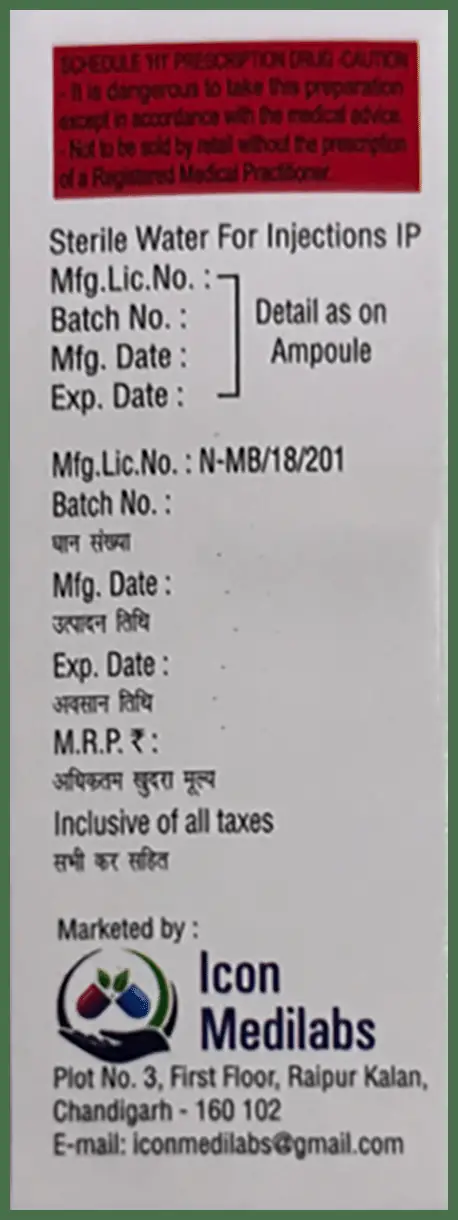 SCHEDULE 'H1' PRESCRIPTION DRUG -CAUTION
- It is dangerous to take this preparation
except in accordance with the medical advice.
- Not to be sold by retail without the prescription
of a Registered Medical Practitioner.
Sterile Water For Injections IP
Mfg.Lic.No. :
Batch No. :
Mfg. Date :
Exp. Date :
Detail as on
Ampoule
Mfg.Lic.No. : N-MB/18/201
Batch No. :
घान संख्या
Mfg. Date :
उत्पादन तिथि
Exp. Date :
अवसान तिथि
M.R.P. ₹ :
अधिकतम खुदरा मूल्य
Inclusive of all taxes
सभी कर सहित
Marketed by :
Icon
Medilabs
Plot No. 3, First Floor, Raipur Kalan,
Chandigarh - 160 102
E-mail: iconmedilabs@gmail.com